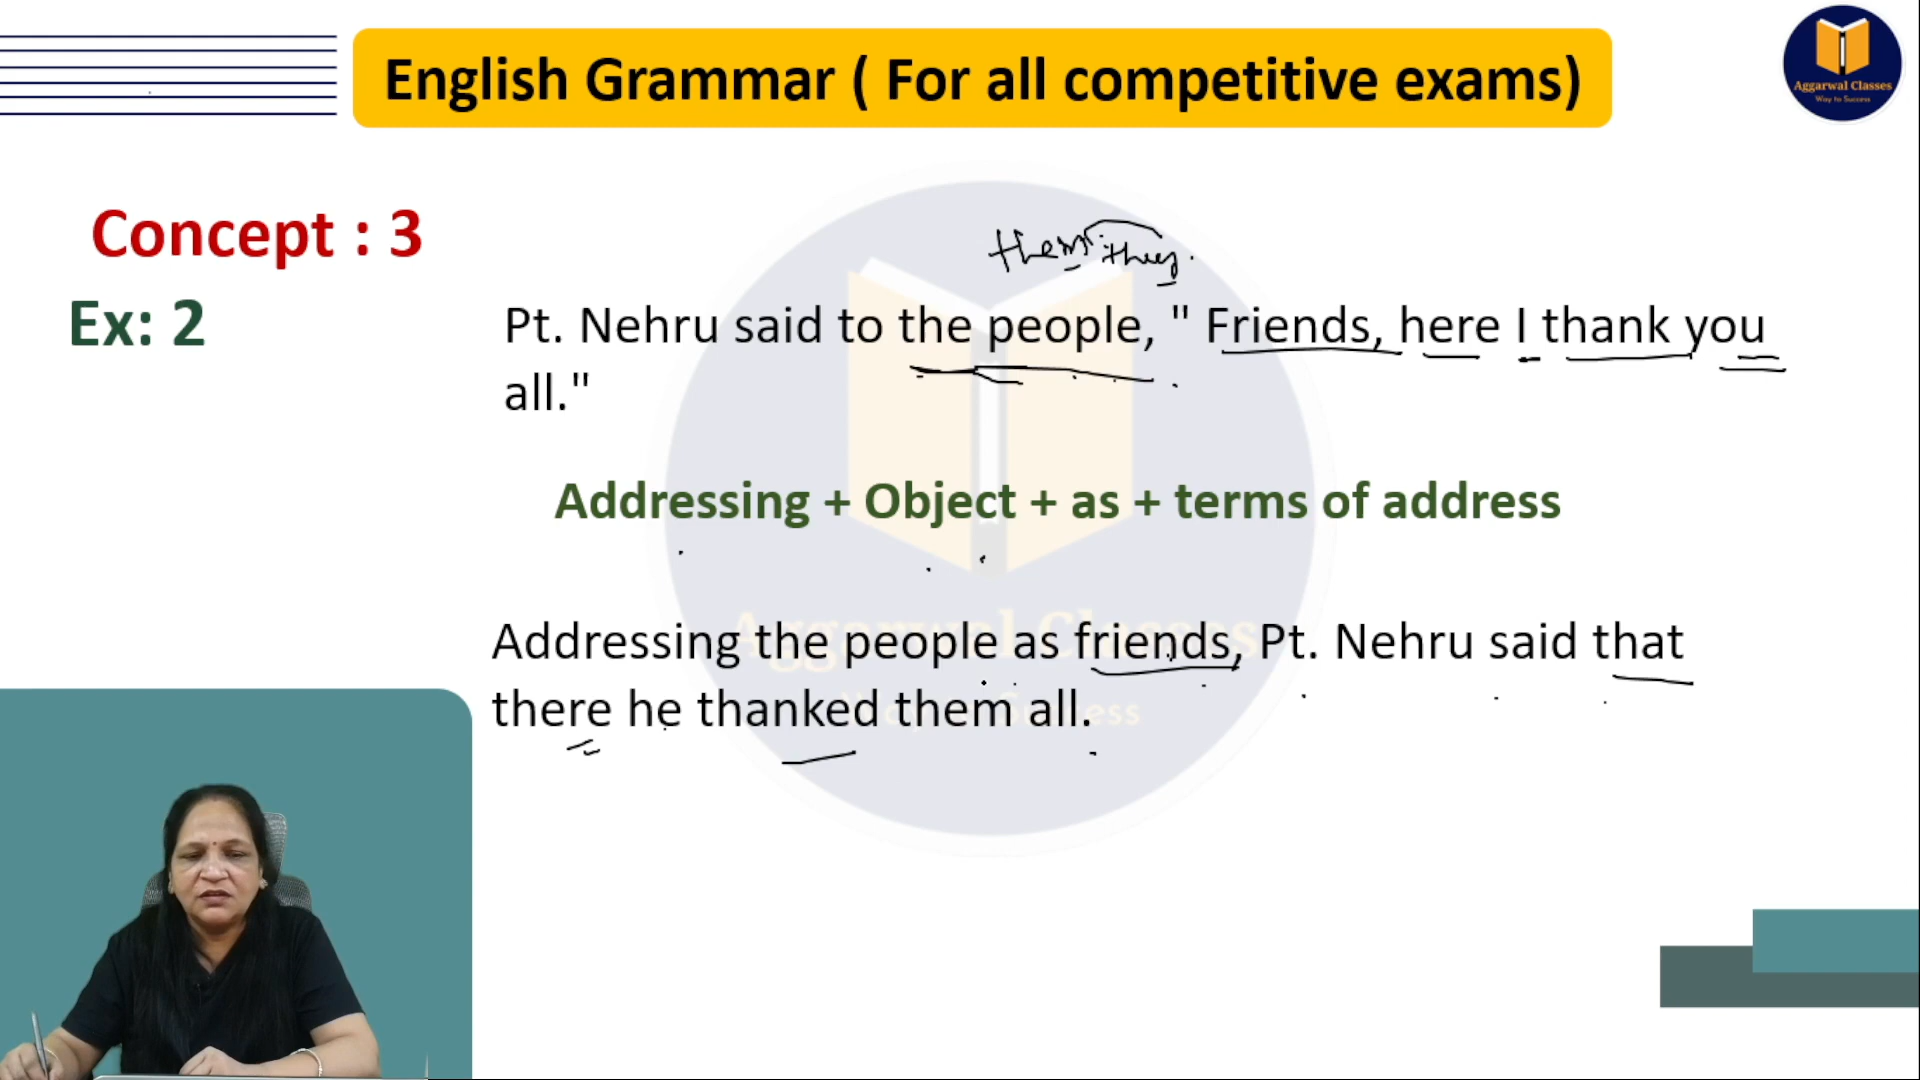 English Grammar ( For all competitive exams)
Aggarwal Classes
Way to Success
Concept : 3
them they
Ex: 2
Pt. Nehru said to the people, " Friends, here I thank you
all."
Addressing + Object + as + terms of address
Aggarwal Classes
Way to Success
Addressing the people as friends, Pt. Nehru said that
there he thanked them all.